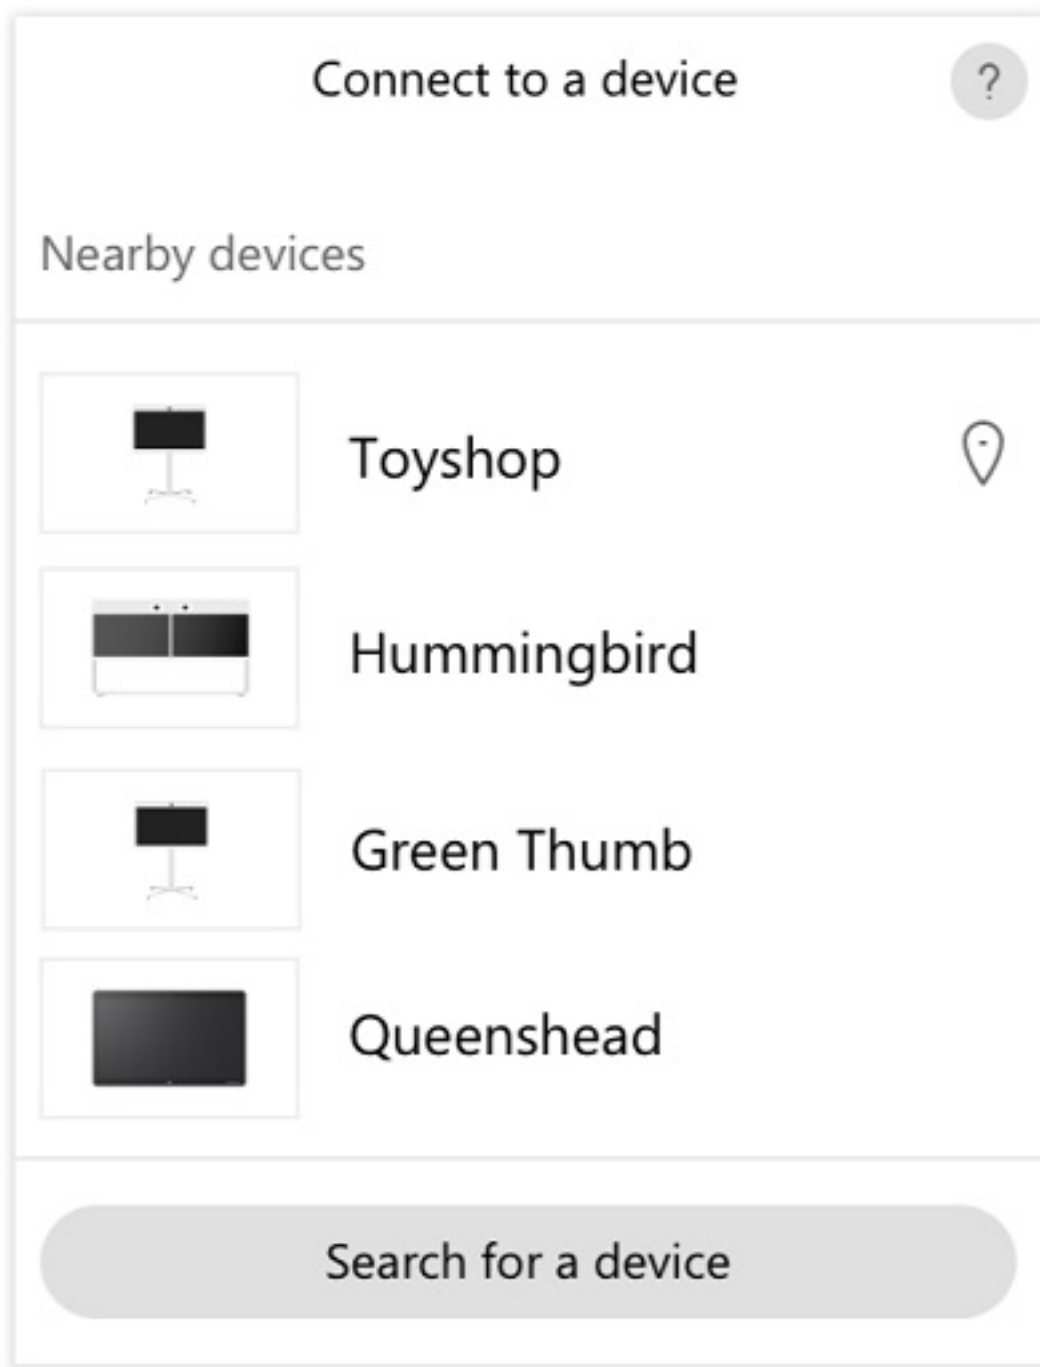 Connect to a device
?
Nearby devices
Toyshop
Hummingbird
Green Thumb
Queenshead
Search for a device